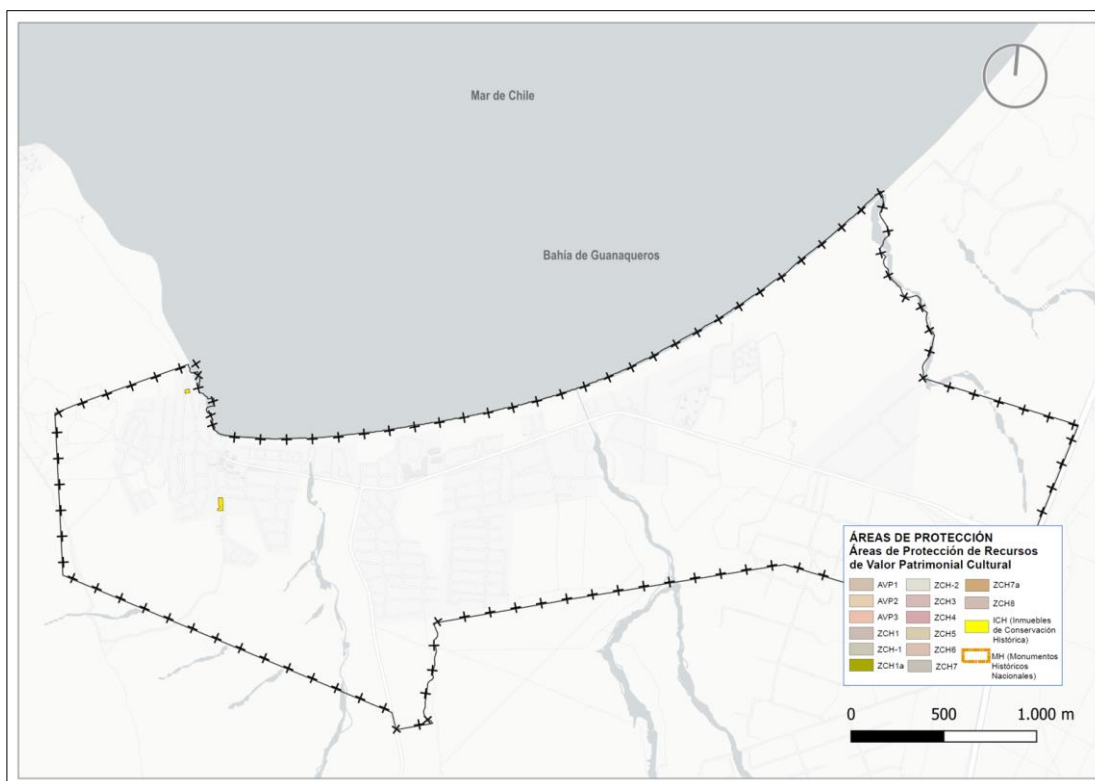 Mar de Chile
Bahía de Guanaqueros
ÁREAS DE PROTECCIÓN
Áreas de Protección de Recursos
de Valor Patrimonial Cultural
AVP1
AVP2
AVP3
ZCH1
ZCH-1
ZCH1a
ZCH-2
ZCH3
ZCH4
ZCH5
ZCH6
ZCH7
ZCH7a
ZCH8
ICH (Inmuebles
de Conservación
Histórica)
MH (Monumentos
Históricos
Nacionales)
0 500 1.000 m